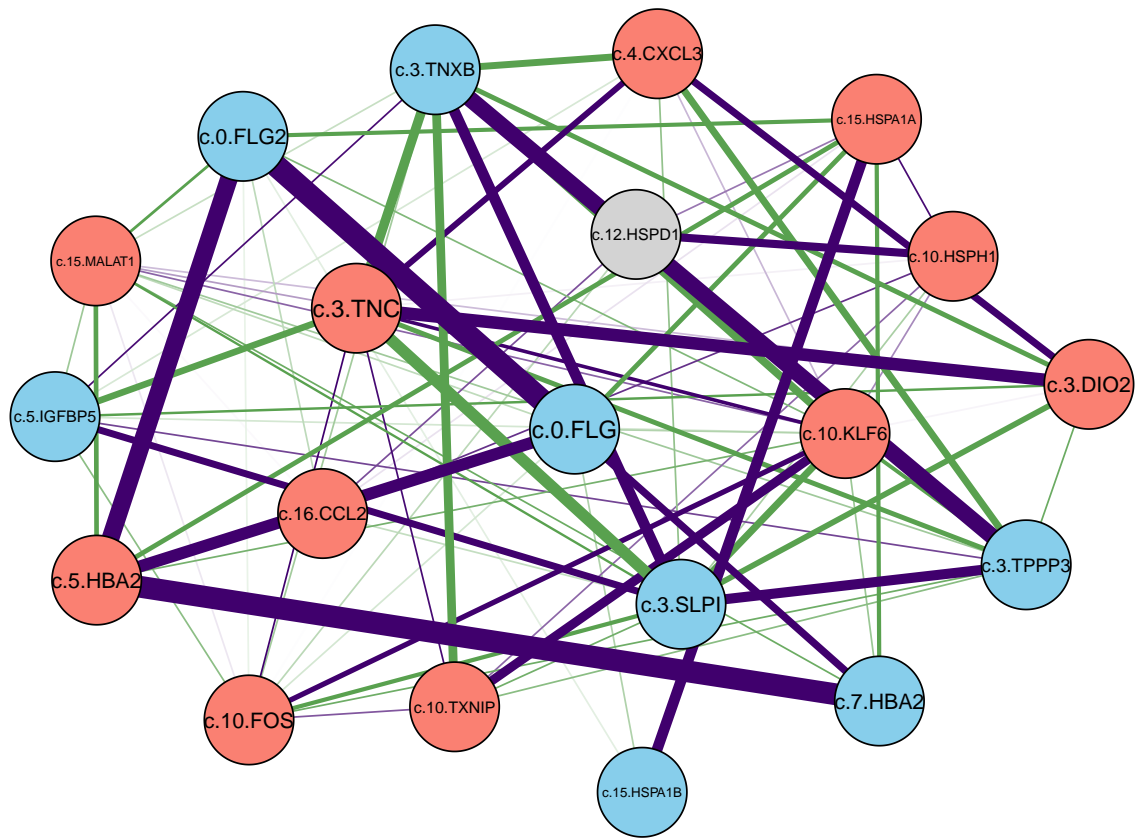 c.4.CXCL3
c.3.TNXB
c.15.HSPA1A
c.0.FLG2
c.12.HSPD1
c.10.HSPH1
c.15.MALAT1
c.3.TNC
c.3.DIO2
c.5.IGFBP5
c.0.FLG
c.10.KLF6
c.16.CCL2
c.3.TPPP3
c.5.HBA2
c.3.SLPI
c.7.HBA2
c.10.TXNIP
c.10.FOS
c.15.HSPA1B